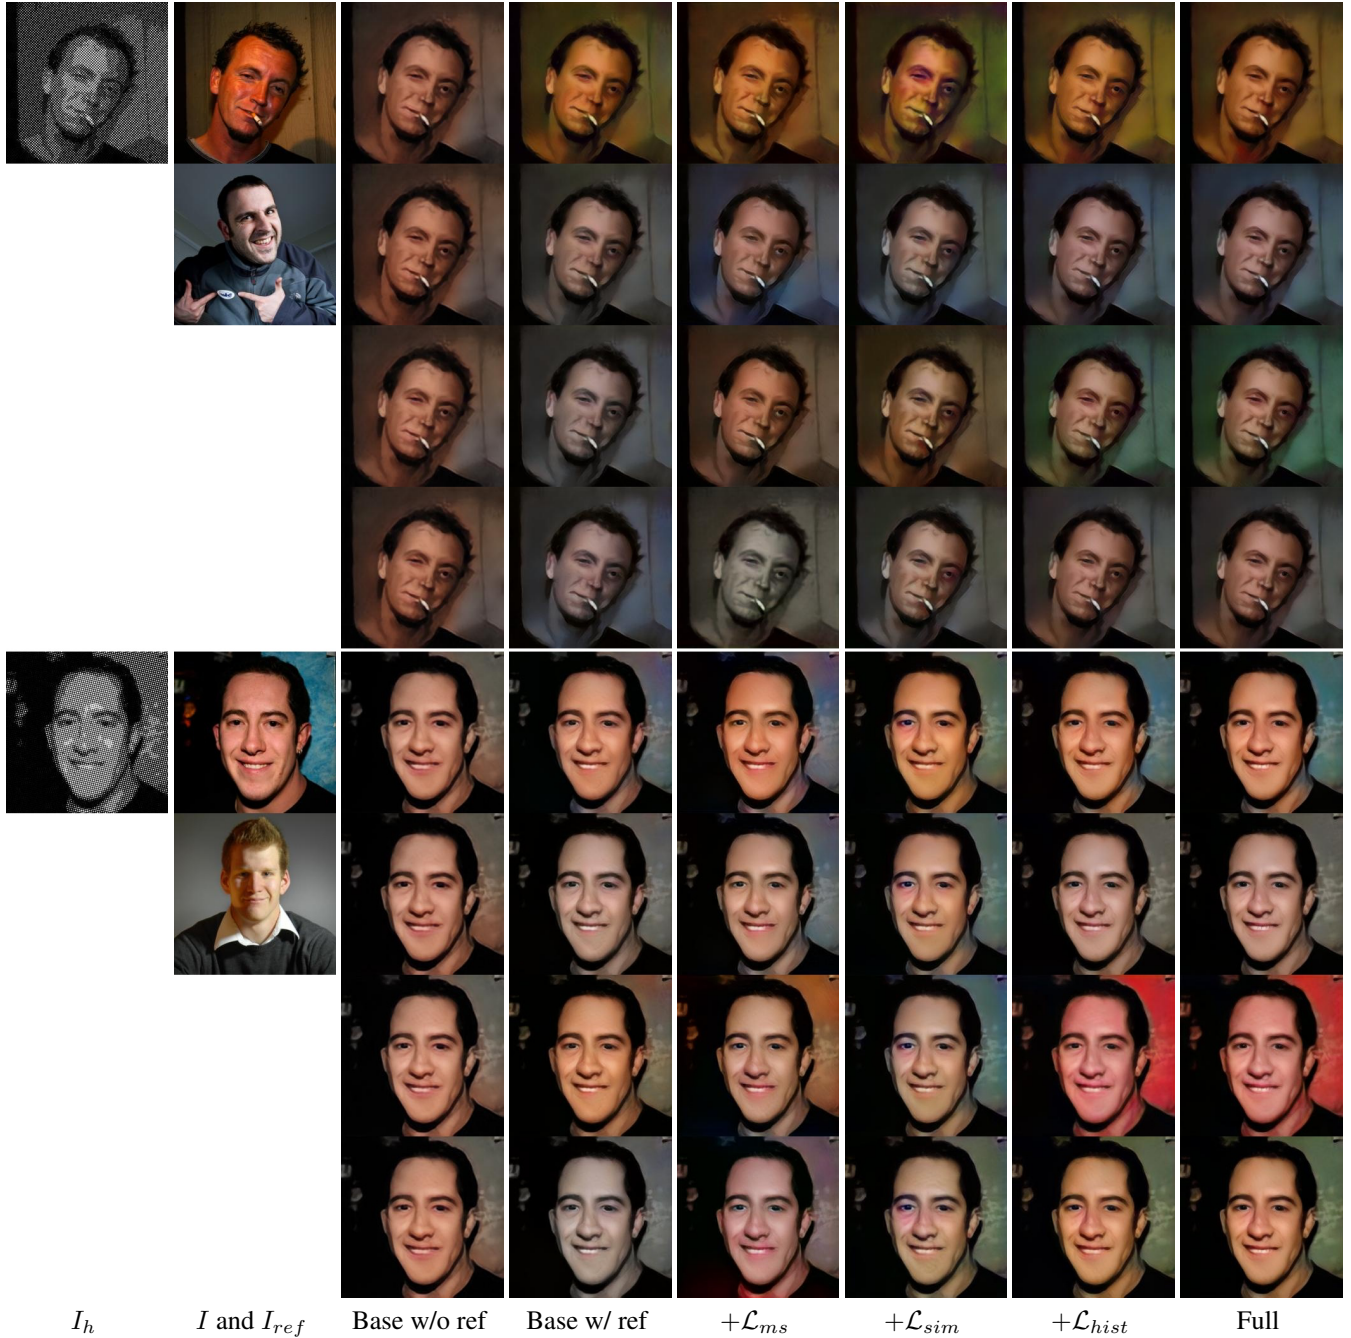 I_h I and I_ref Base w/o ref Base w/ ref +ℒ_ms +ℒ_sim +ℒ_hist Full